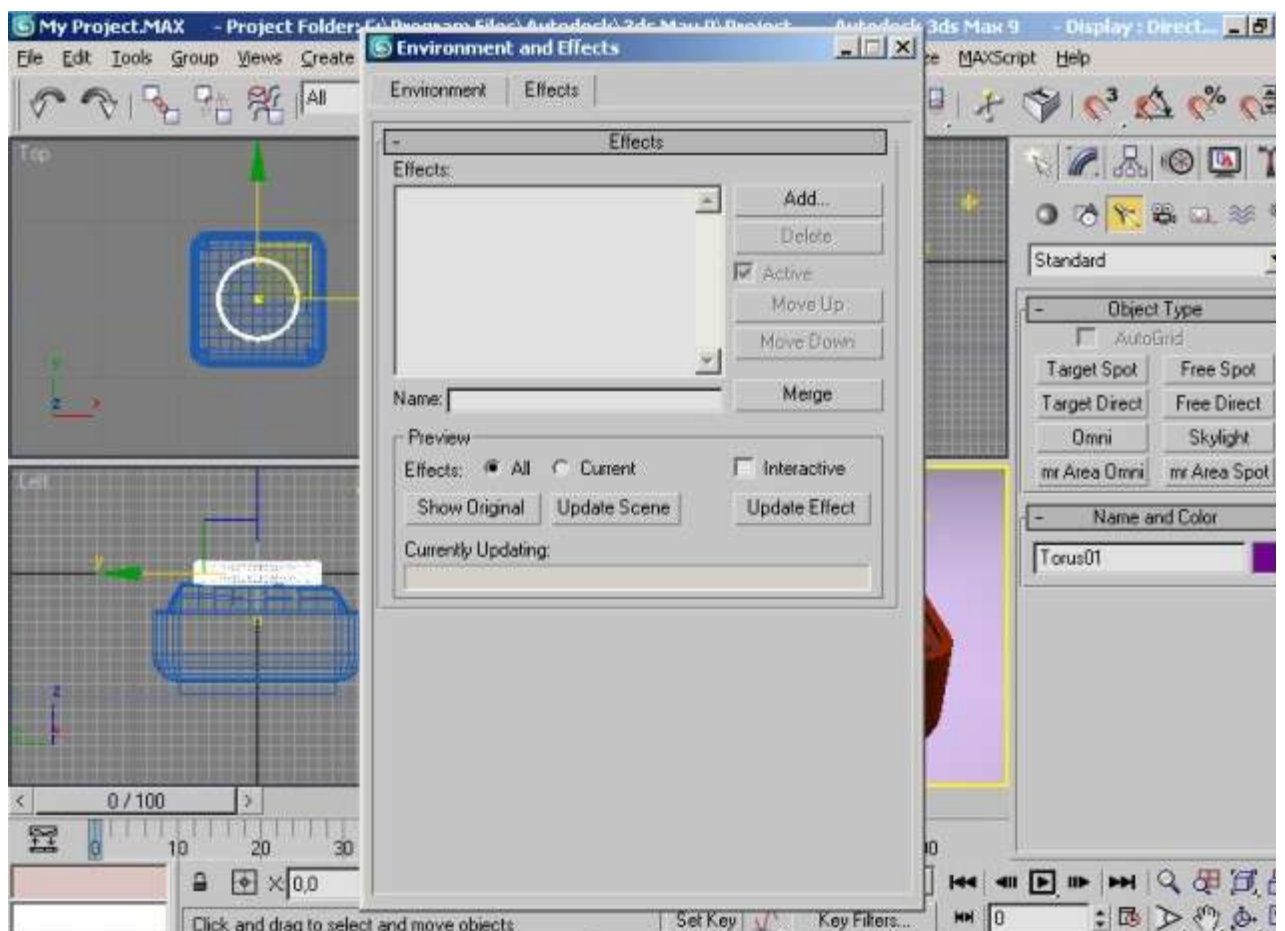 My Project.MAX - Project Folder: Autodesk 3ds Max 9 - Display : Direct...
Environment and Effects
File Edit Tools Group Views Create MAXScript Help
Environment Effects
All
3 %
Top
- Effects
Effects:
Add...
Delete
Active
Move Up
Move Down
Name:
Merge
Preview
Effects: All Current Interactive
Show Original Update Scene Update Effect
Currently Updating:
Standard
- Object Type
AutoGrid
Target Spot Free Spot
Target Direct Free Direct
Omni Skylight
mr Area Omni mr Area Spot
- Name and Color
Torus01
y
z
Left
y
z
< 0 / 100 >
0 10 20 30
X: 0,0
Click and drag to select and move objects Set Key Key Filters... 0